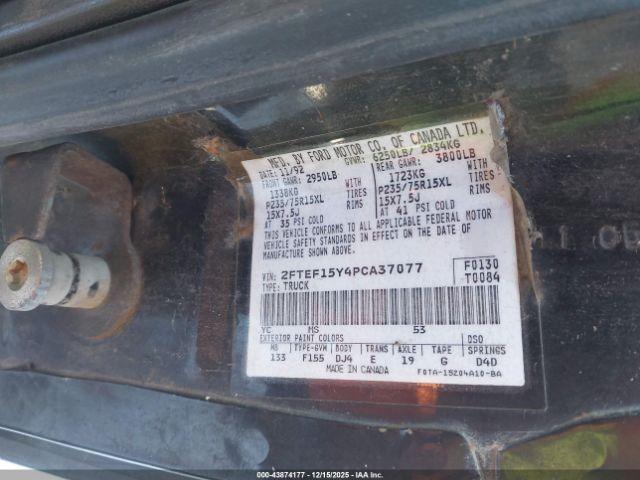 MFD. BY FORD MOTOR CO. OF CANADA LTD.
DATE: 11/92 GVWR: 6250LB/ 2834KG
FRONT GAWR: 2950LB REAR GAWR: 3800LB
1338KG WITH 1723KG WITH
P235/75R15XL TIRES P235/75R15XL TIRES
15X7.5J RIMS 15X7.5J RIMS
AT 35 PSI COLD AT 41 PSI COLD
THIS VEHICLE CONFORMS TO ALL APPLICABLE FEDERAL MOTOR
VEHICLE SAFETY STANDARDS IN EFFECT ON THE DATE OF
MANUFACTURE SHOWN ABOVE.
VIN: 2FTEF15Y4PCA37077 F0130
TYPE: TRUCK T0084
YC MS 53
EXTERIOR PAINT COLORS DSO
WB TYPE-GVW BODY TRANS AXLE TAPE SPRINGS
133 F155 DJ4 E 19 G D4D
MADE IN CANADA F0TA-15204A10-BA
000-43874177 - 12/15/2025 - IAAI.CA